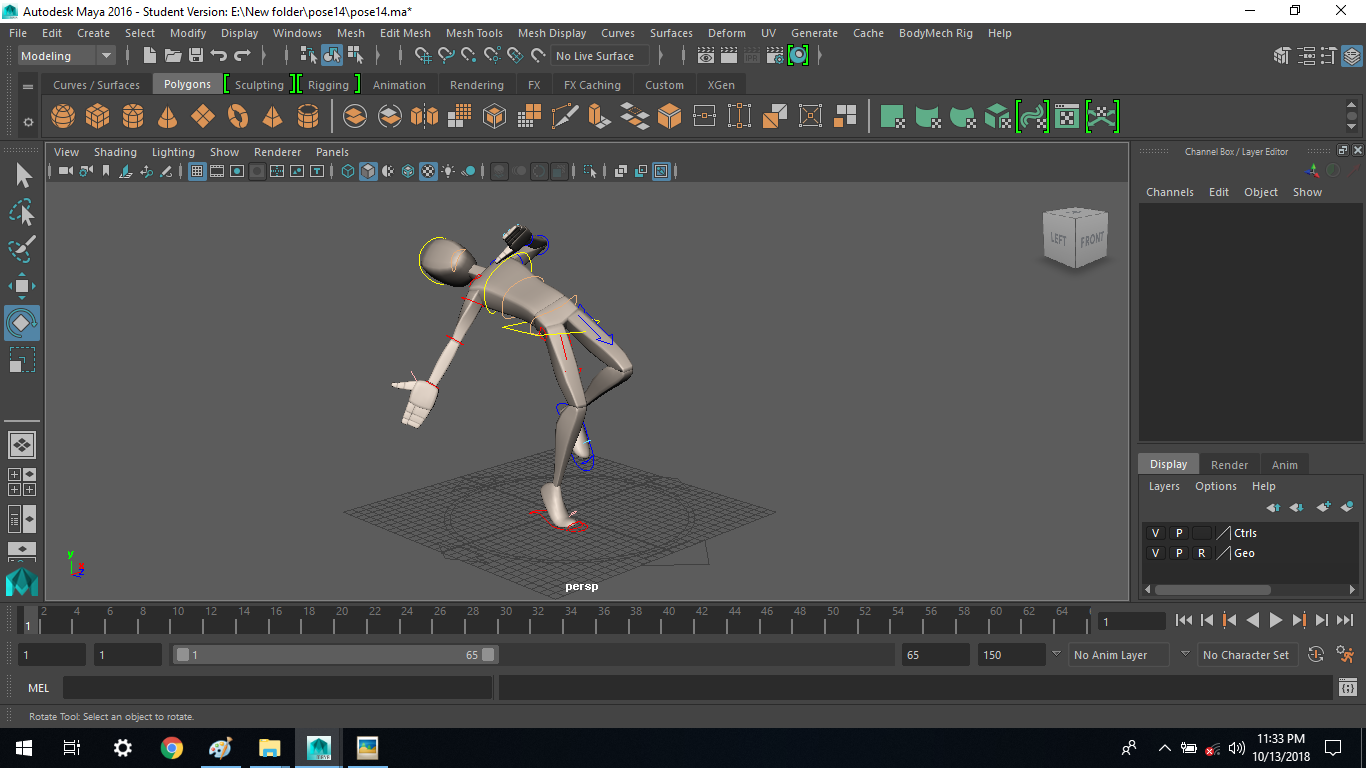 Autodesk Maya 2016 - Student Version: E:\New folder\pose14\pose14.ma*
File Edit Create Select Modify Display Windows Mesh Edit Mesh Mesh Tools Mesh Display Curves Surfaces Deform UV Generate Cache BodyMech Rig Help
Modeling No Live Surface
Curves / Surfaces Polygons Sculpting Rigging Animation Rendering FX FX Caching Custom XGen
View Shading Lighting Show Renderer Panels
Channel Box / Layer Editor
Channels Edit Object Show
LEFT FRONT
Display Render Anim
Layers Options Help
V P Ctrls
V P R Geo
y
z
persp
2 4 6 8 10 12 14 16 18 20 22 24 26 28 30 32 34 36 38 40 42 44 46 48 50 52 54 56 58 60 62 64 6
1 1
1 1 1 65 65 150 No Anim Layer No Character Set
MEL
Rotate Tool: Select an object to rotate.
MAYA
11:33 PM
10/13/2018